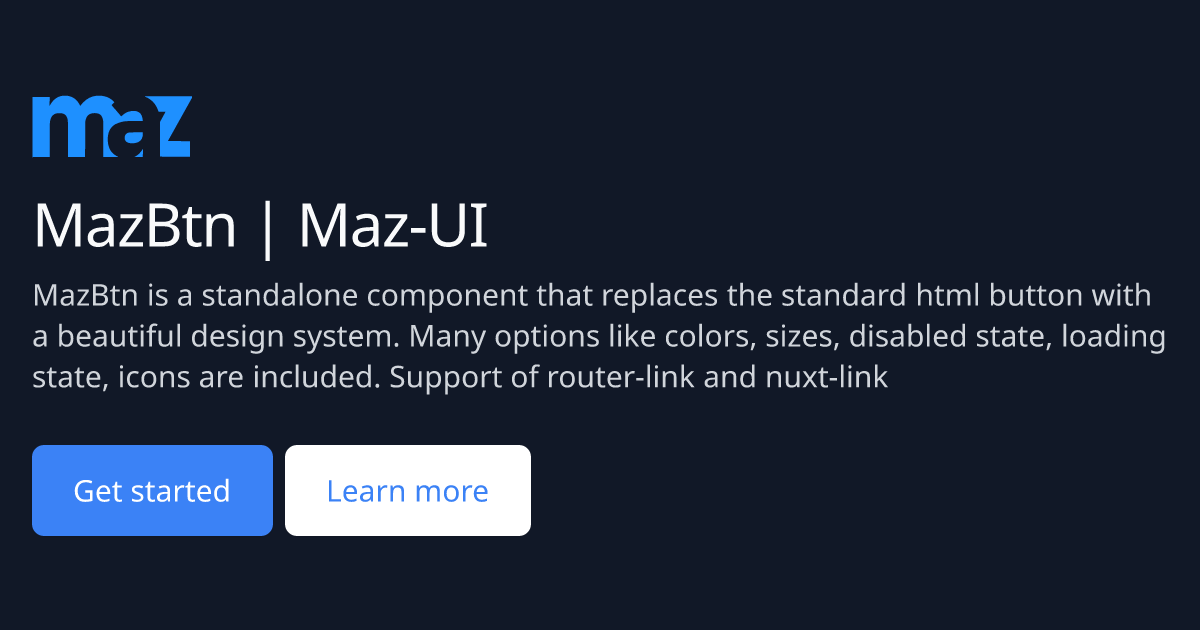 maz
MazBtn | Maz-UI
MazBtn is a standalone component that replaces the standard html button with
a beautiful design system. Many options like colors, sizes, disabled state, loading
state, icons are included. Support of router-link and nuxt-link
Get started
Learn more